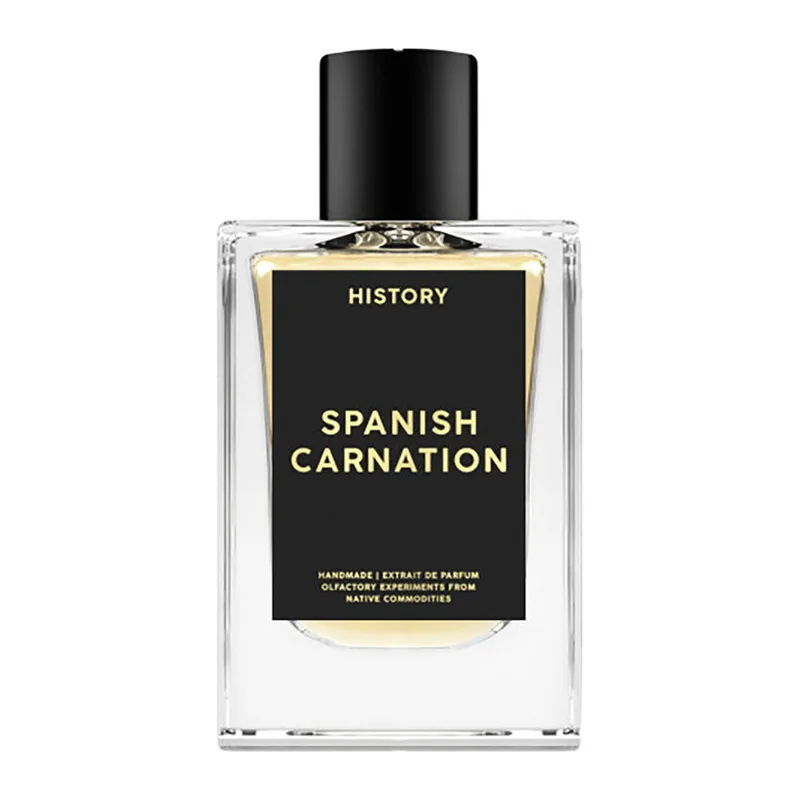 HISTORY
SPANISH
CARNATION
HANDMADE | EXTRAIT DE PARFUM
OLFACTORY EXPERIMENTS FROM
NATIVE COMMODITIES